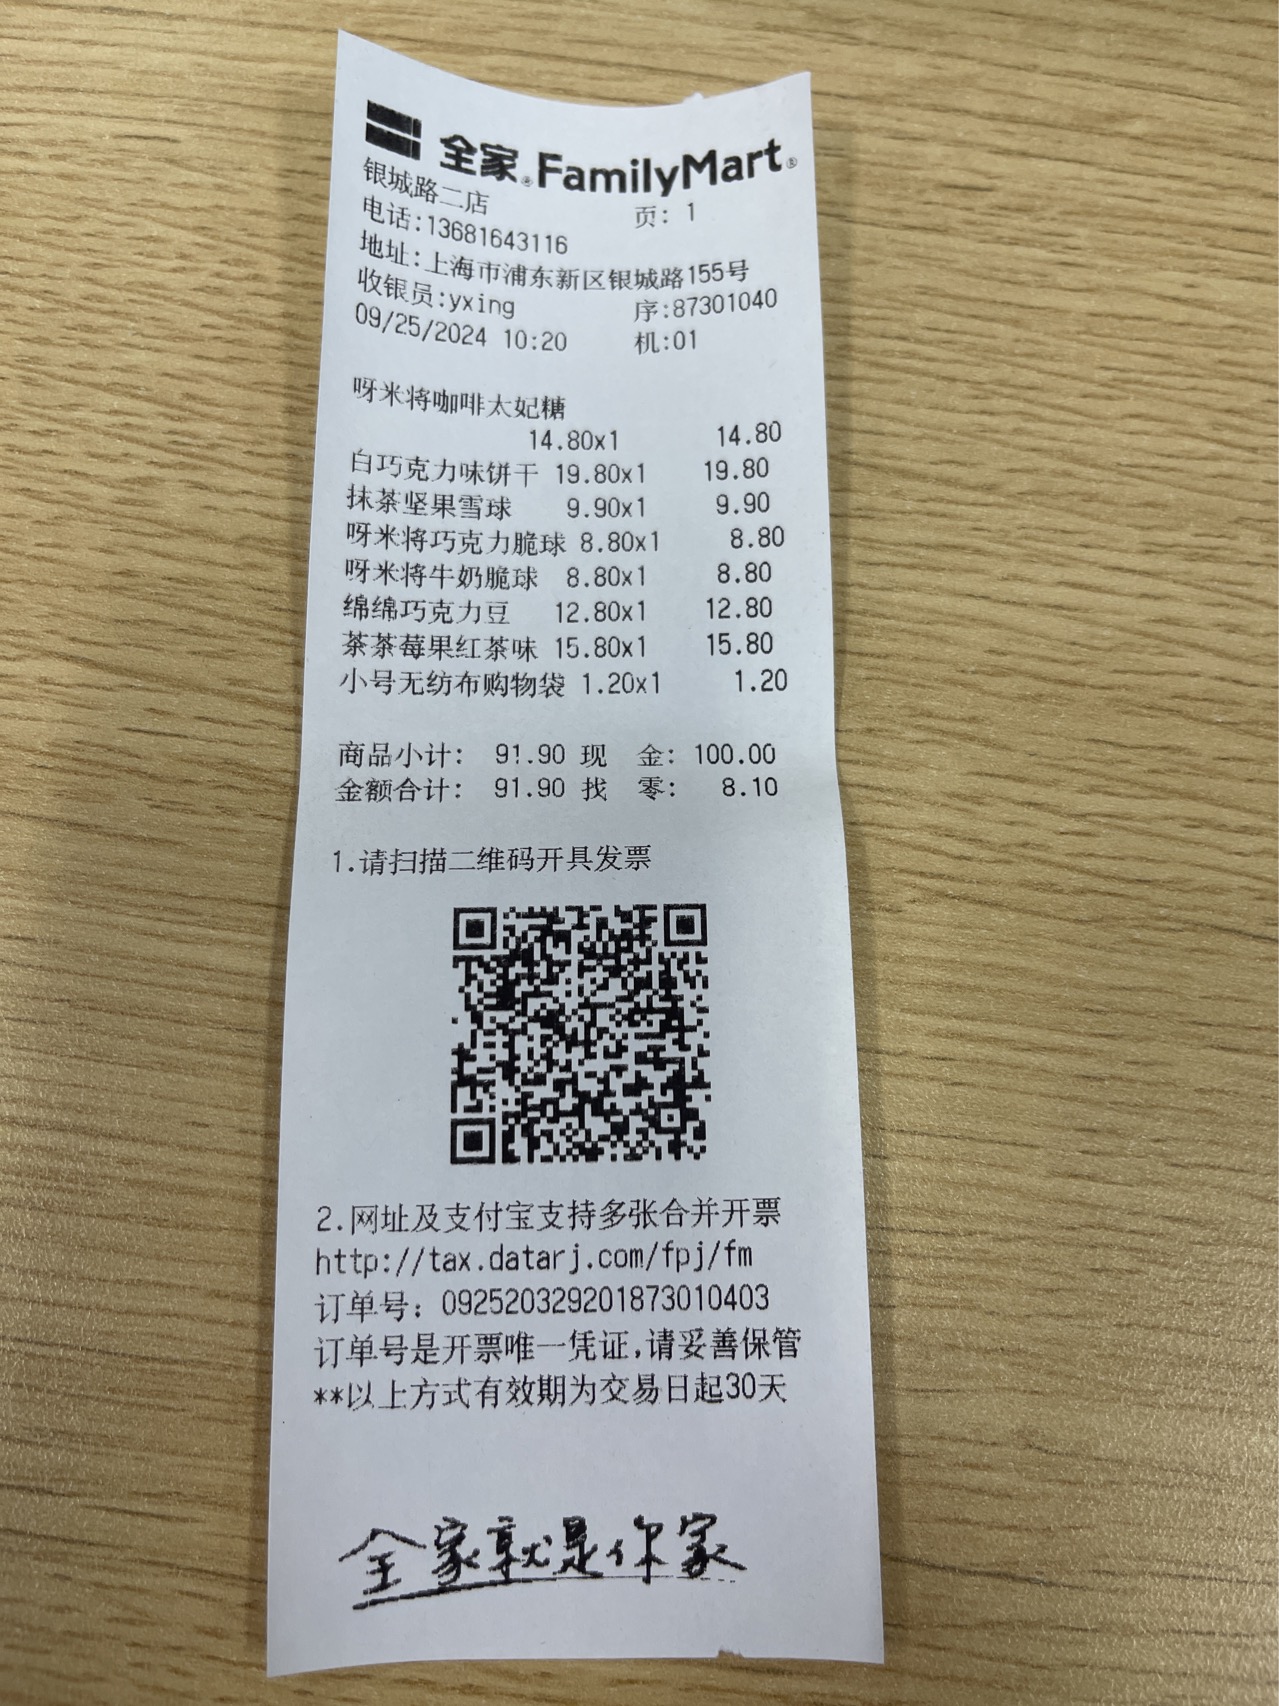 全家® FamilyMart®
银城路二店
电话:13681643116 页: 1
地址:上海市浦东新区银城路155号
收银员:yxing 序:87301040
09/25/2024 10:20 机:01
呀米将咖啡太妃糖
14.80x1 14.80
白巧克力味饼干 19.80x1 19.80
抹茶坚果雪球 9.90x1 9.90
呀米将巧克力脆球 8.80x1 8.80
呀米将牛奶脆球 8.80x1 8.80
绵绵巧克力豆 12.80x1 12.80
茶茶莓果红茶味 15.80x1 15.80
小号无纺布购物袋 1.20x1 1.20
商品小计: 91.90 现 金: 100.00
金额合计: 91.90 找 零: 8.10
1.请扫描二维码开具发票
2.网址及支付宝支持多张合并开票
http://tax.datarj.com/fpj/fm
订单号: 092520329201873010403
订单号是开票唯一凭证,请妥善保管
**以上方式有效期为交易日起30天
全家就是你家